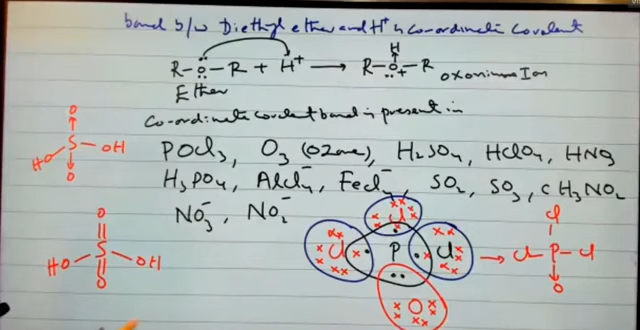 bond b/w Diethyl ether and H+ is co-ordinate covalent
R-O-R + H+ → R-O-R oxonium Ion
H
+
Ether
Co-ordinate covalent bond is present in
POCl3, O3 (Ozone), H2SO4, HClO4, HNO3
H3PO4, AlCl4-, FeCl4-, SO2, SO3, CH3NO2
NO3-, NO2-
O
S
HO OH
O
O
S
HO OH
O
Cl
Cl P Cl
O
→
Cl
Cl-P-Cl
O